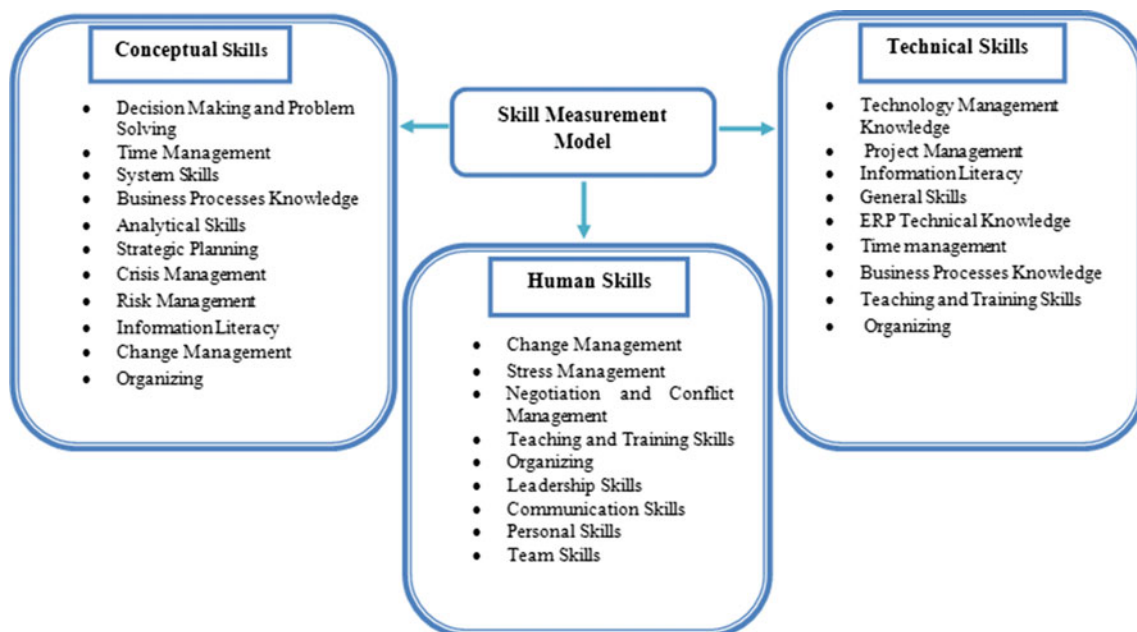 Conceptual Skills
• Decision Making and Problem
Solving
• Time Management
• System Skills
• Business Processes Knowledge
• Analytical Skills
• Strategic Planning
• Crisis Management
• Risk Management
• Information Literacy
• Change Management
• Organizing
Skill Measurement
Model
Human Skills
• Change Management
• Stress Management
• Negotiation and Conflict
Management
• Teaching and Training Skills
• Organizing
• Leadership Skills
• Communication Skills
• Personal Skills
• Team Skills
Technical Skills
• Technology Management
Knowledge
• Project Management
• Information Literacy
• General Skills
• ERP Technical Knowledge
• Time management
• Business Processes Knowledge
• Teaching and Training Skills
• Organizing